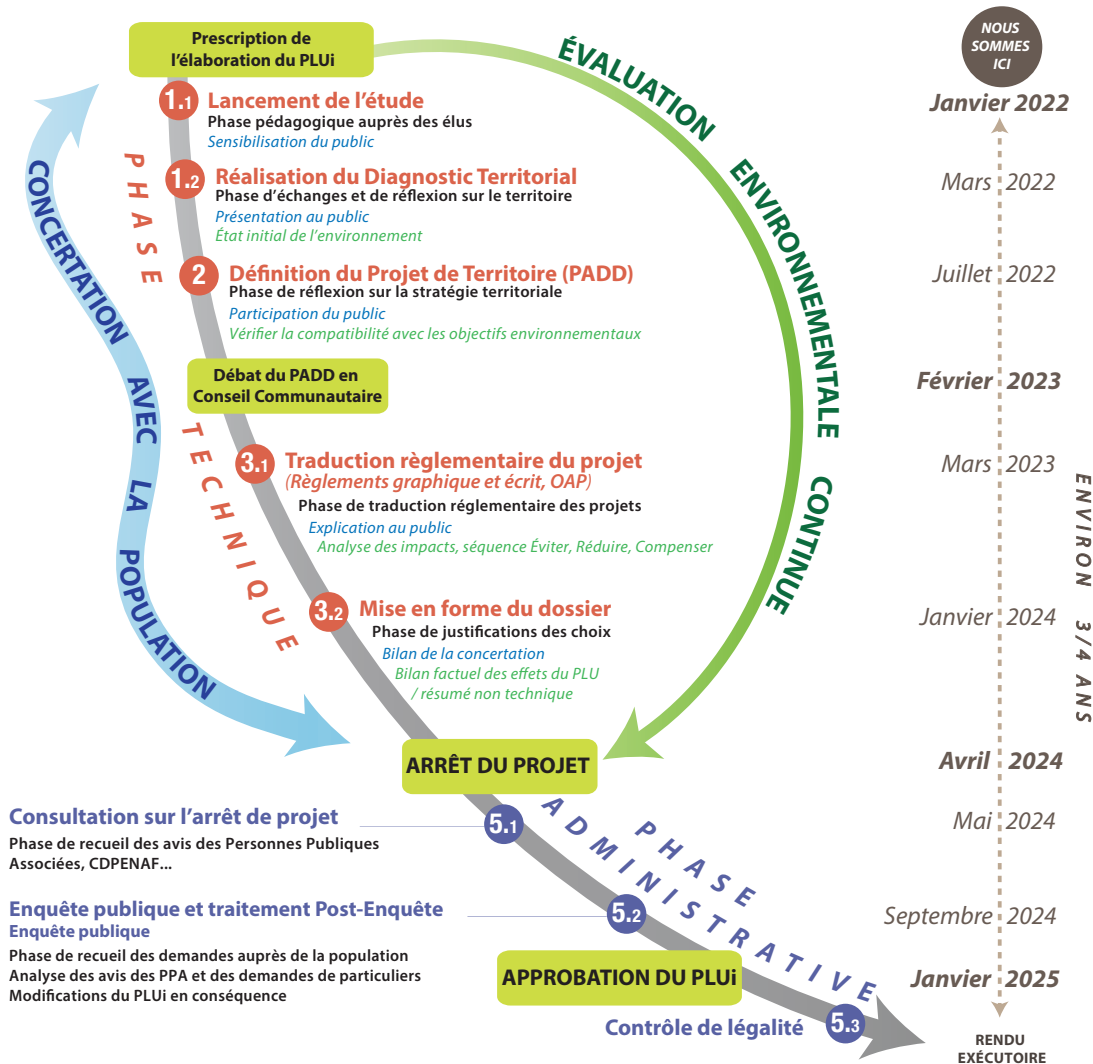 Prescription de
l'élaboration du PLUi
1.1 Lancement de l'étude
Phase pédagogique auprès des élus
Sensibilisation du public
1.2 Réalisation du Diagnostic Territorial
Phase d'échanges et de réflexion sur le territoire
Présentation au public
État initial de l'environnement
2 Définition du Projet de Territoire (PADD)
Phase de réflexion sur la stratégie territoriale
Participation du public
Vérifier la compatibilité avec les objectifs environnementaux
Débat du PADD en
Conseil Communautaire
3.1 Traduction règlementaire du projet
(Règlements graphique et écrit, OAP)
Phase de traduction réglementaire des projets
Explication au public
Analyse des impacts, séquence Éviter, Réduire, Compenser
3.2 Mise en forme du dossier
Phase de justifications des choix
Bilan de la concertation
Bilan factuel des effets du PLU
/ résumé non technique
ARRÊT DU PROJET
CONCERTATION AVEC LA POPULATION
PHASE TECHNIQUE
ÉVALUATION ENVIRONNEMENTALE CONTINUE
Consultation sur l'arrêt de projet
5.1
Phase de recueil des avis des Personnes Publiques
Associées, CDPENAF...
Enquête publique et traitement Post-Enquête
5.2
Enquête publique
Phase de recueil des demandes auprès de la population
Analyse des avis des PPA et des demandes de particuliers
Modifications du PLUi en conséquence
PHASE
ADMINISTRATIVE
APPROBATION DU PLUi
Contrôle de légalité 5.3
NOUS
SOMMES
ICI
Janvier 2022
Mars 2022
Juillet 2022
Février 2023
Mars 2023
Janvier 2024
Avril 2024
Mai 2024
Septembre 2024
Janvier 2025
RENDU
EXÉCUTOIRE
ENVIRON 3/4 ANS